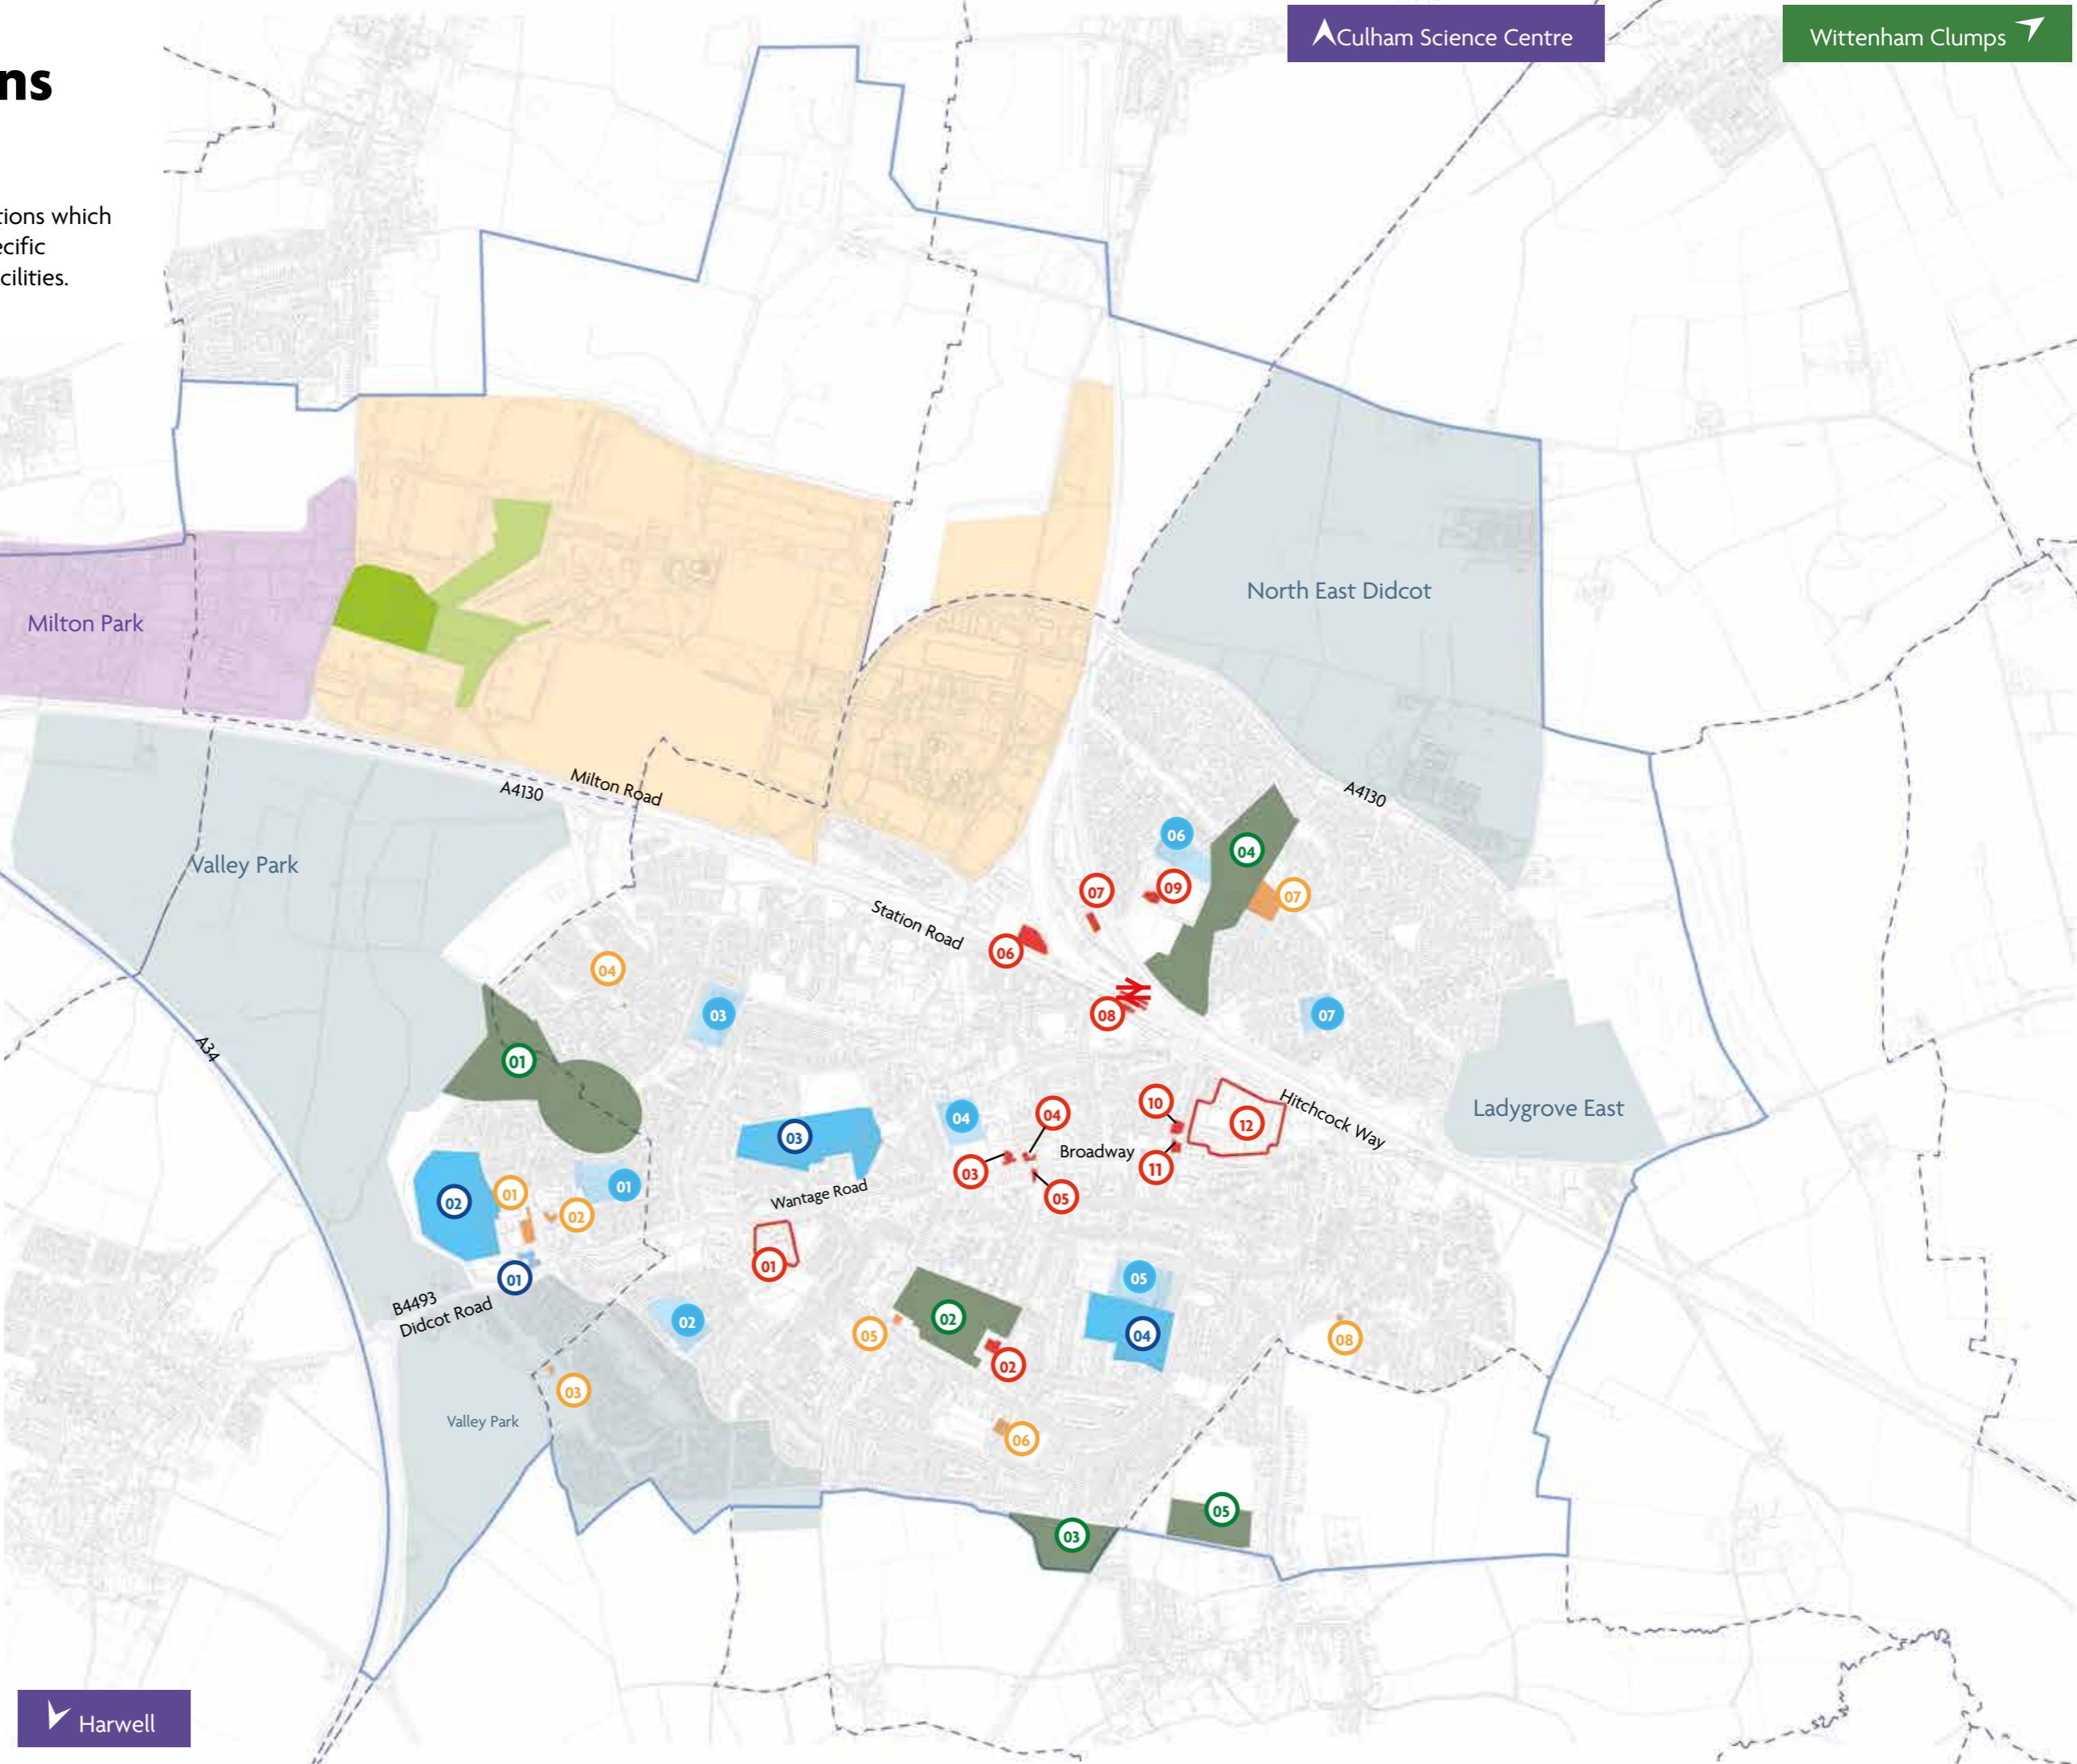 Culham Science Centre
Wittenham Clumps
ns
tions which
ecific
cilities.
North East Didcot
Milton Park
Milton Road
A4130
A4130
06
04
Valley Park
07
09
07
Station Road
06
04
03
08
07
A34
01
10
Hitchcock Way
04
04
12
Ladygrove East
03
Broadway
03
11
01
02
01
05
Wantage Road
02
01
01
05
B4493
Didcot Road
02
02
05
04
08
02
03
Valley Park
06
05
03
Harwell